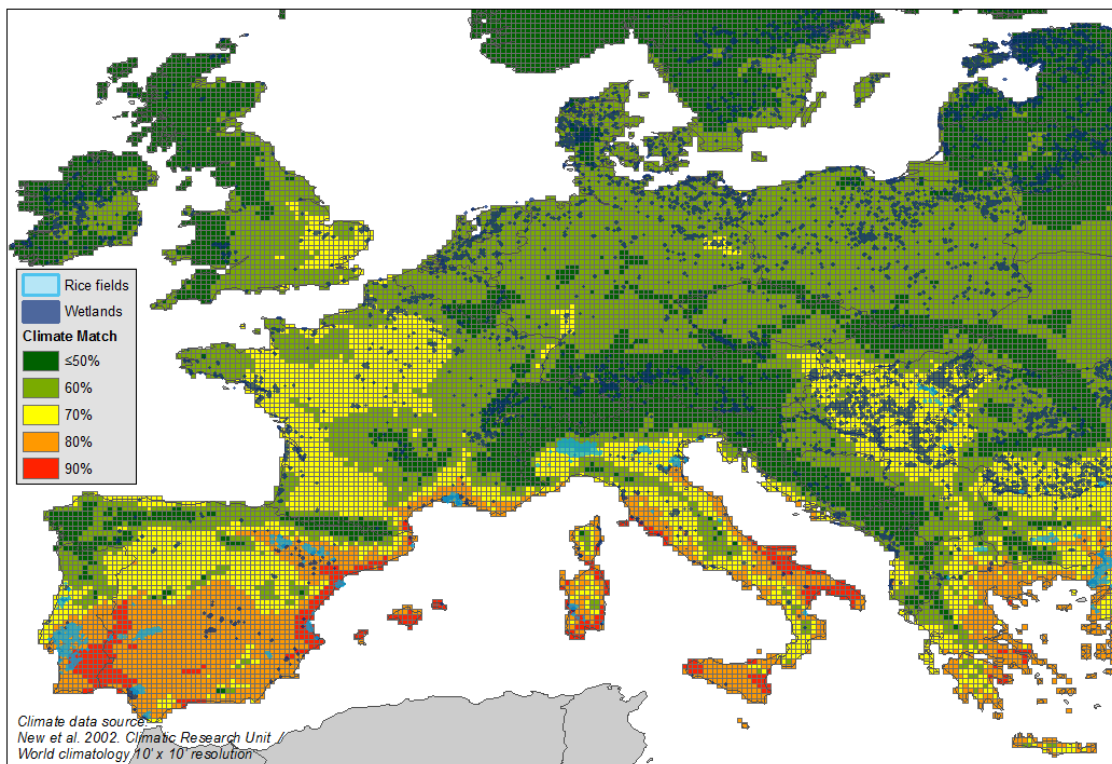 Rice fields
Wetlands
Climate Match
≤50%
60%
70%
80%
90%
Climate data source:
New et al. 2002. Climatic Research Unit
World climatology 10' x 10' resolution